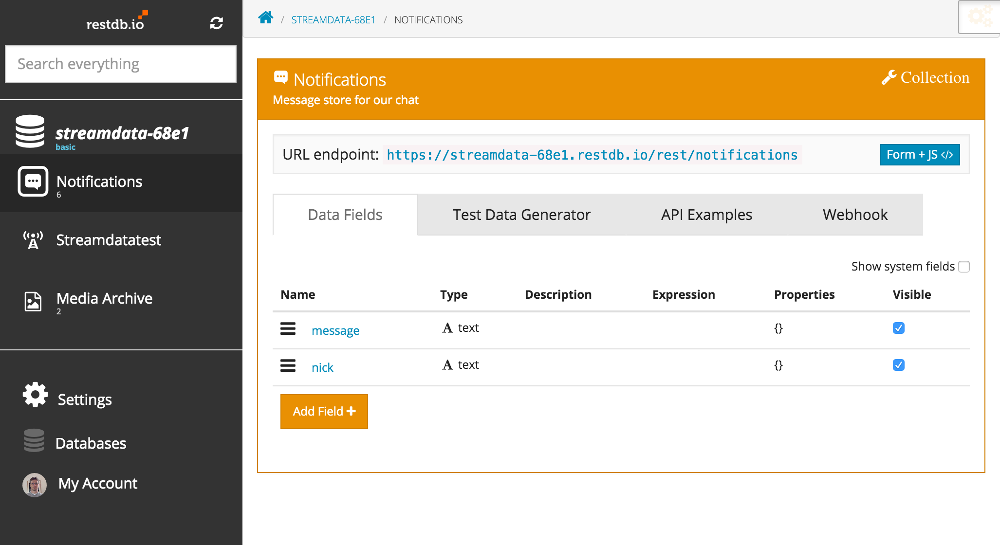 restdb.io
Search everything
streamdata-68e1
basic
Notifications
6
Streamdatatest
Media Archive
2
Settings
Databases
My Account
/ STREAMDATA-68E1 / NOTIFICATIONS
Notifications
Collection
Message store for our chat
URL endpoint: https://streamdata-68e1.restdb.io/rest/notifications
Form + JS </>
Data Fields Test Data Generator API Examples Webhook
Show system fields
Name Type Description Expression Properties Visible
message A text {}
nick A text {}
Add Field +